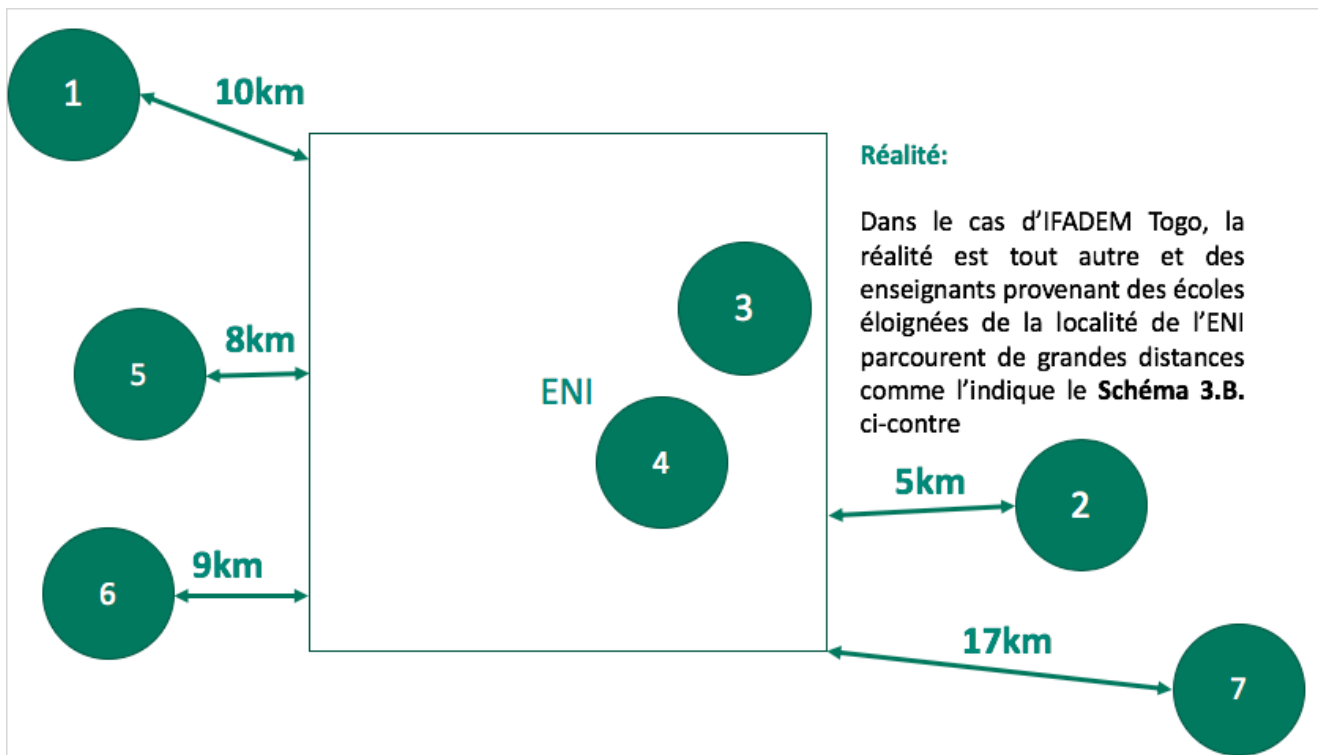 1
10km
Réalité:
Dans le cas d’IFADEM Togo, la
réalité est tout autre et des
enseignants provenant des écoles
éloignées de la localité de l’ENI
parcourent de grandes distances
comme l’indique le Schéma 3.B.
ci-contre
3
8km
5
ENI
4
5km
2
9km
6
17km
7